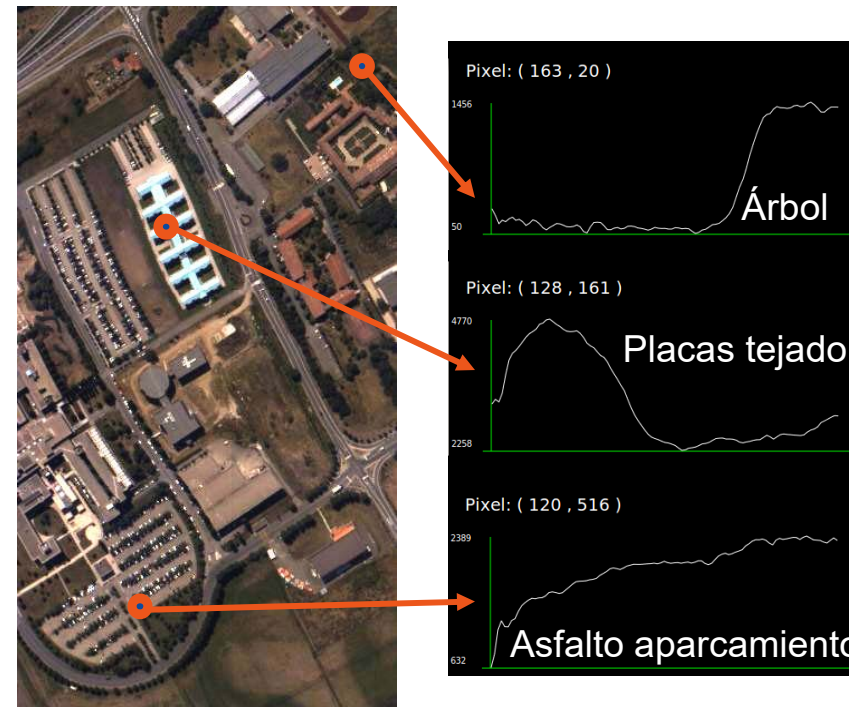 Pixel: ( 163 , 20 )
1456
50
Árbol
Pixel: ( 128 , 161 )
4770
2258
Placas tejado
Pixel: ( 120 , 516 )
2389
632
Asfalto aparcamiento